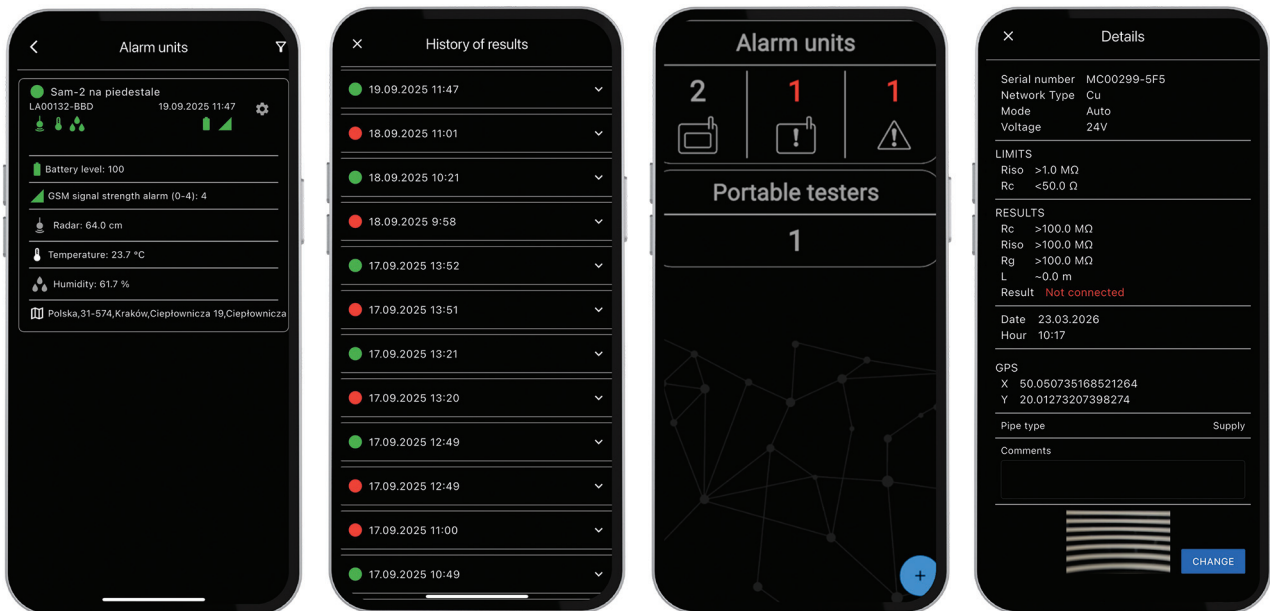 Alarm units
Sam-2 na piedestale
LA00132-BBD 19.09.2025 11:47
Battery level: 100
GSM signal strength alarm (0-4): 4
Radar: 64.0 cm
Temperature: 23.7 °C
Humidity: 61.7 %
Polska,31-574,Kraków,Ciepłownicza 19,Ciepłownicza
History of results
19.09.2025 11:47
18.09.2025 11:01
18.09.2025 10:21
18.09.2025 9:58
17.09.2025 13:52
17.09.2025 13:51
17.09.2025 13:21
17.09.2025 13:20
17.09.2025 12:49
17.09.2025 12:49
17.09.2025 11:00
17.09.2025 10:49
Alarm units
2 1 1
Portable testers
1
Details
Serial number MC00299-5F5
Network Type Cu
Mode Auto
Voltage 24V
LIMITS
Riso >1.0 MΩ
Rc <50.0 Ω
RESULTS
Rc >100.0 MΩ
Riso >100.0 MΩ
Rg >100.0 MΩ
L ~0.0 m
Result Not connected
Date 23.03.2026
Hour 10:17
GPS
X 50.050735168521264
Y 20.01273207398274
Pipe type Supply
Comments
CHANGE